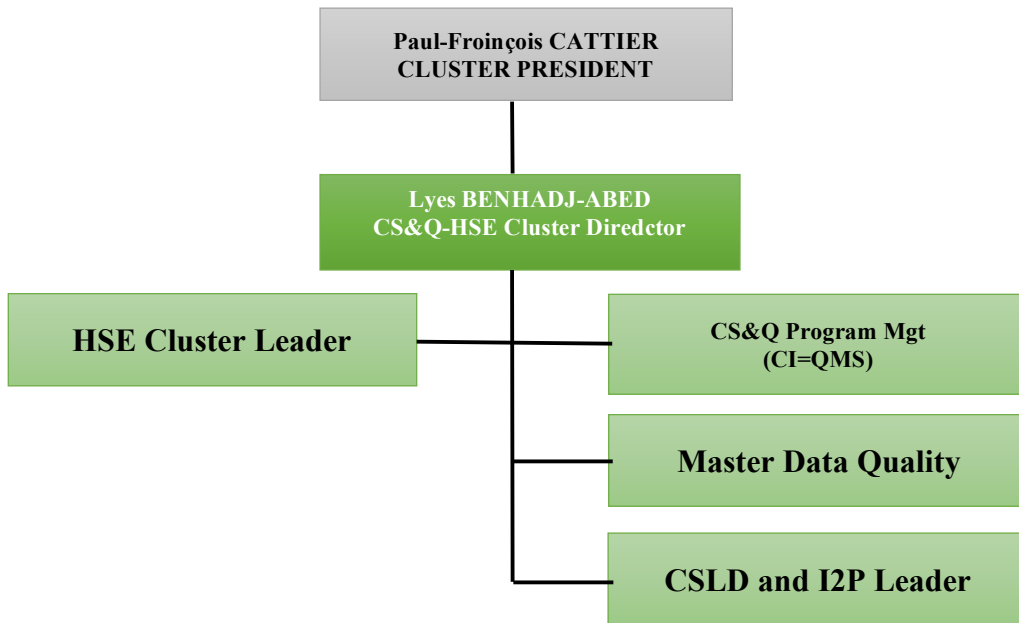 Paul-Froinçois CATTIER
CLUSTER PRESIDENT
Lyes BENHADJ-ABED
CS&Q-HSE Cluster Diredctor
HSE Cluster Leader
CS&Q Program Mgt
(CI=QMS)
Master Data Quality
CSLD and I2P Leader